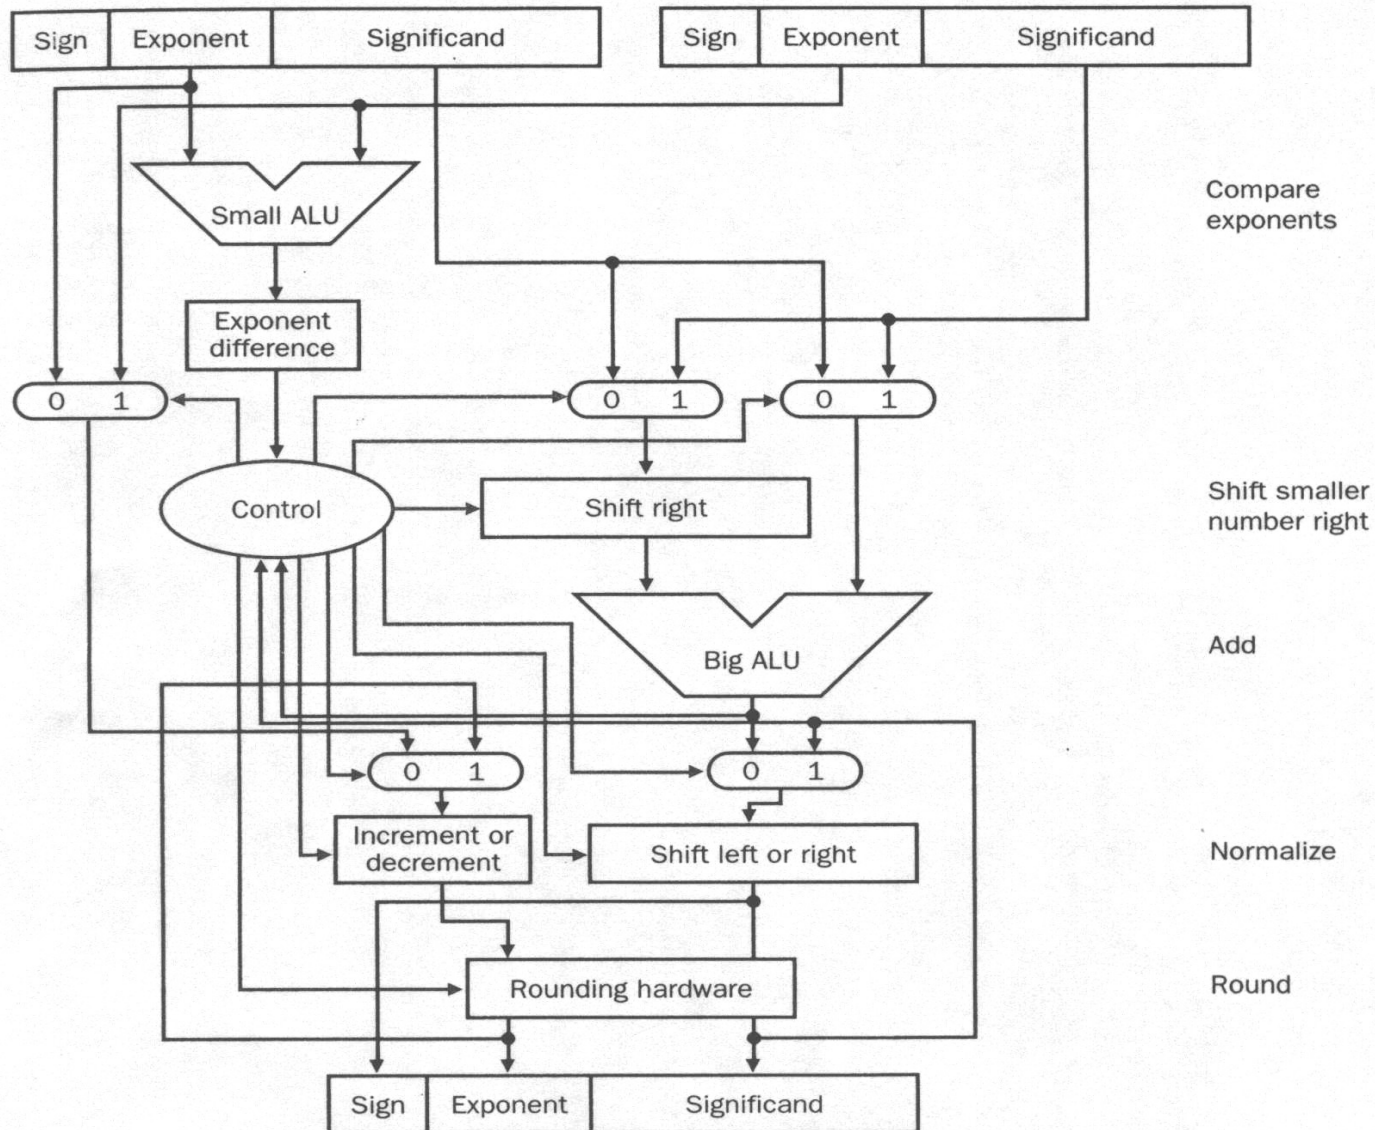 Sign Exponent Significand Sign Exponent Significand
Small ALU
Compare
exponents
Exponent
difference
0 1 0 1 0 1
Control
Shift right
Shift smaller
number right
Big ALU
Add
0 1 0 1
Increment or
decrement
Shift left or right
Normalize
Rounding hardware
Round
Sign Exponent Significand